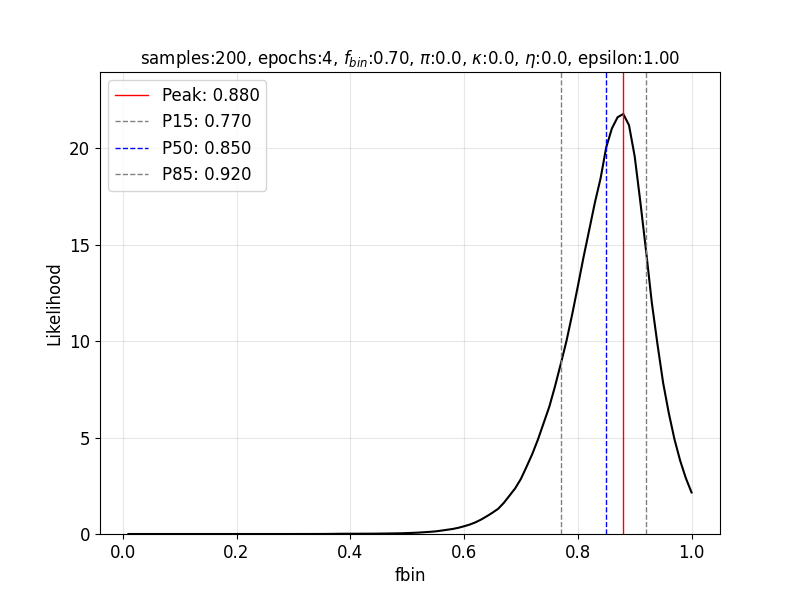 samples:200, epochs:4, f_bin:0.70, π:0.0, κ:0.0, η:0.0, epsilon:1.00
Peak: 0.880
P15: 0.770
P50: 0.850
P85: 0.920
20
15
10
5
0
Likelihood
0.0 0.2 0.4 0.6 0.8 1.0
fbin